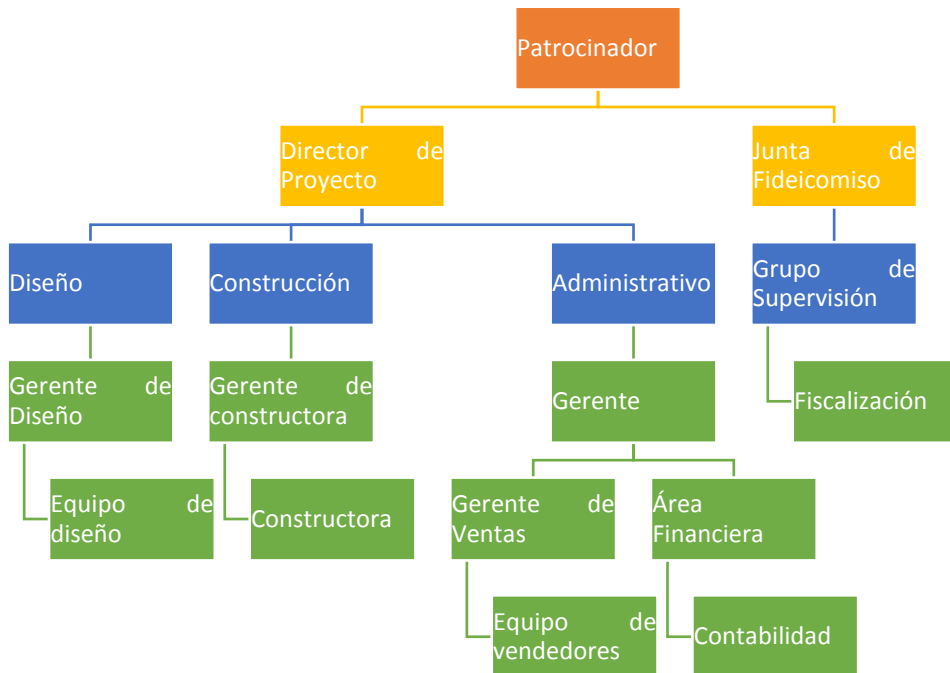 Patrocinador
Director de
Proyecto
Junta de
Fideicomiso
Diseño
Construcción
Administrativo
Grupo de
Supervisión
Gerente de
Diseño
Gerente de
constructora
Gerente
Fiscalización
Equipo de
diseño
Constructora
Gerente de
Ventas
Área
Financiera
Equipo de
vendedores
Contabilidad